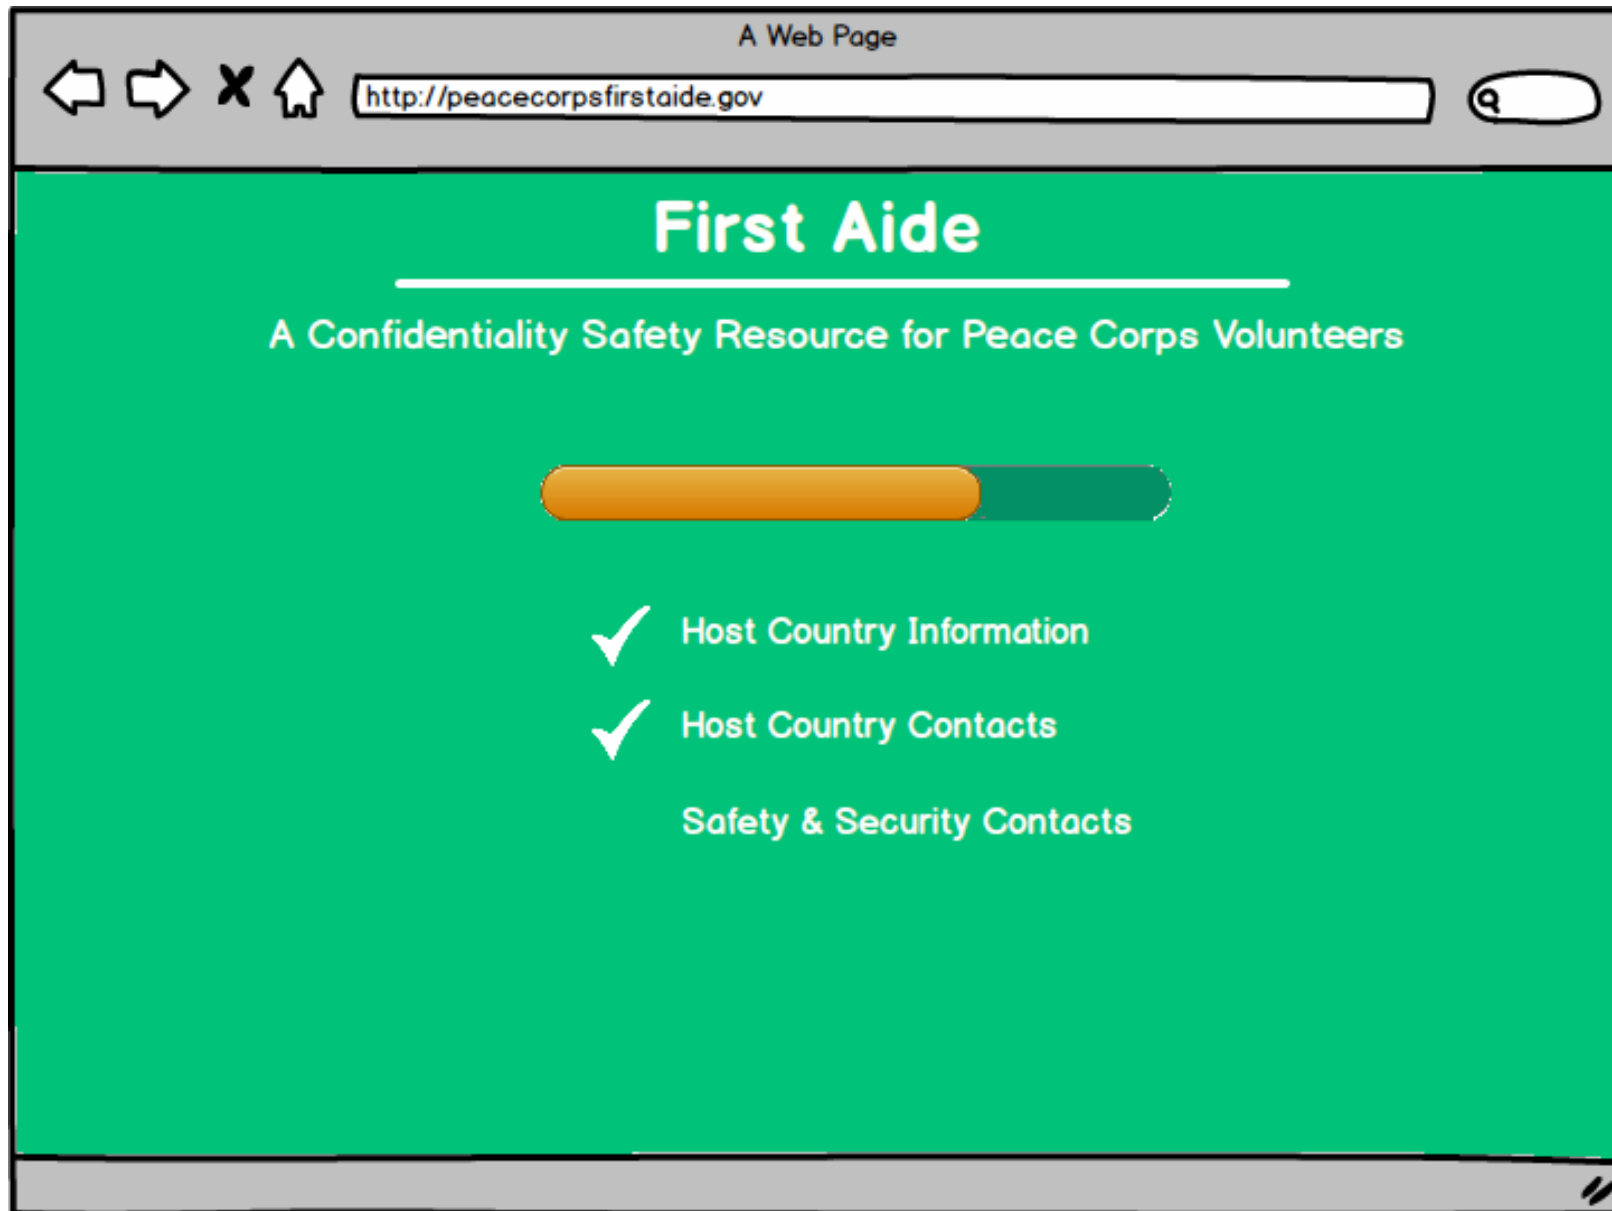 A Web Page
http://peacecorpsfirstaide.gov
First Aide
A Confidentiality Safety Resource for Peace Corps Volunteers
Host Country Information
Host Country Contacts
Safety & Security Contacts